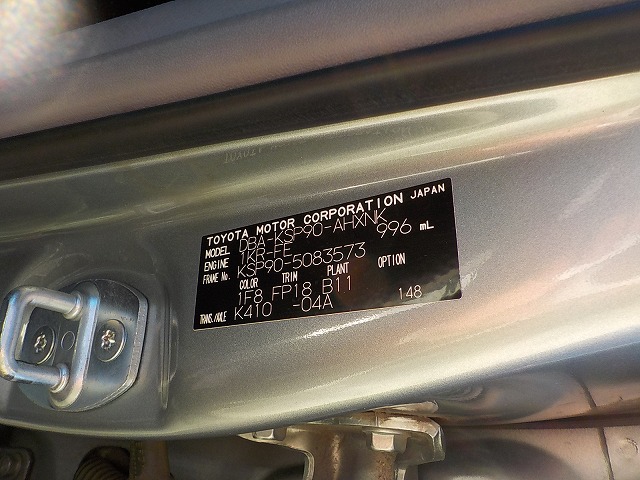 TOYOTA MOTOR CORPORATION JAPAN
MODEL DBA-KSP90-AHXNK
ENGINE 1KR-FE 996 mL
FRAME No. KSP90-5083573
COLOR TRIM PLANT OPTION
1F8 FP18 B11
TRANS./AXLE K410 -04A 148